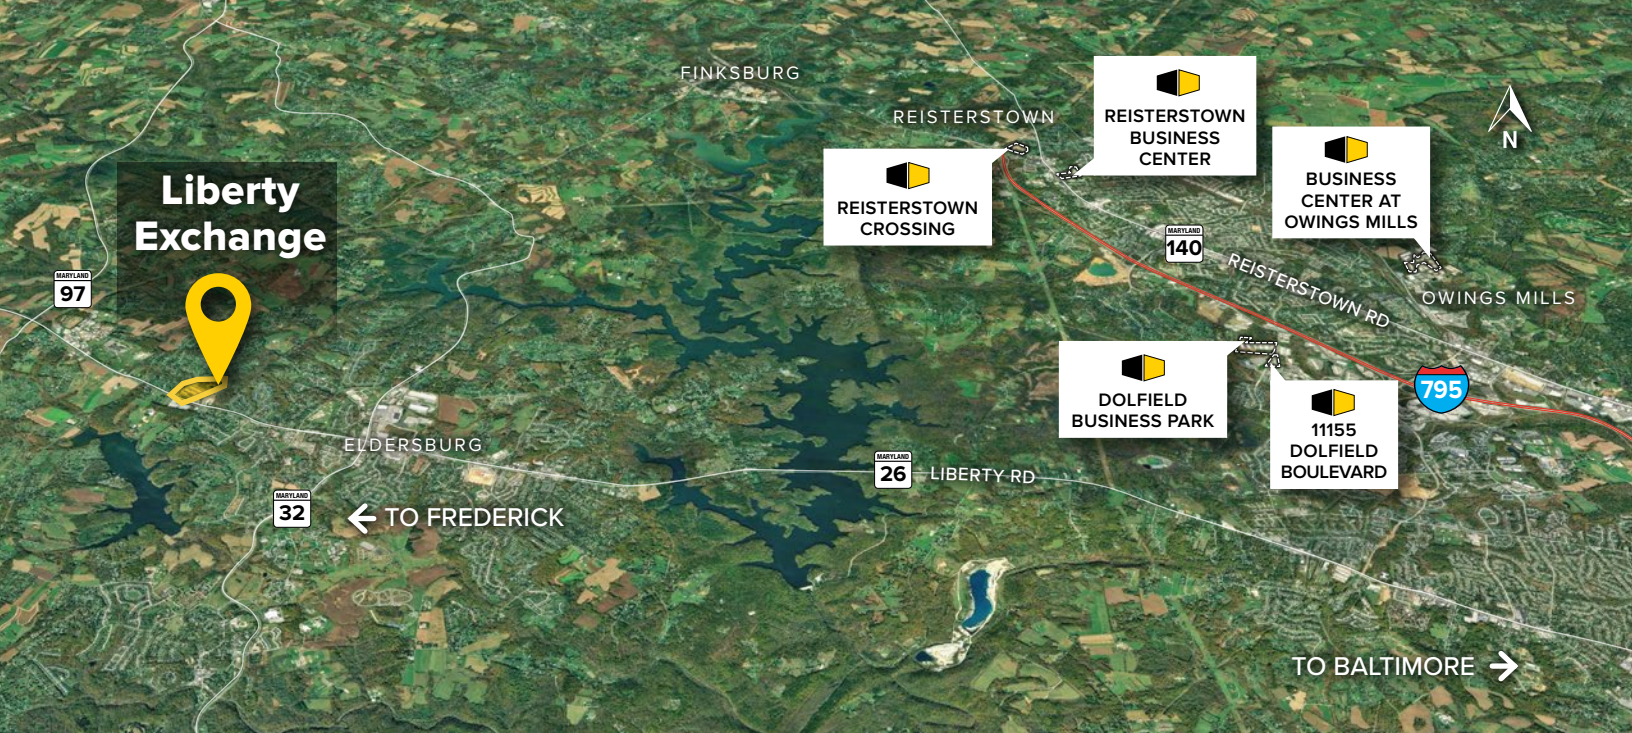 FINKSBURG
REISTERSTOWN
REISTERSTOWN
BUSINESS
CENTER
N
BUSINESS
CENTER AT
OWINGS MILLS
REISTERSTOWN
CROSSING
Liberty
Exchange
MARYLAND
97
MARYLAND
140
REISTERSTOWN RD
OWINGS MILLS
DOLFIELD
BUSINESS PARK
795
11155
DOLFIELD
BOULEVARD
ELDERSBURG
MARYLAND
26
LIBERTY RD
MARYLAND
32
TO FREDERICK
TO BALTIMORE